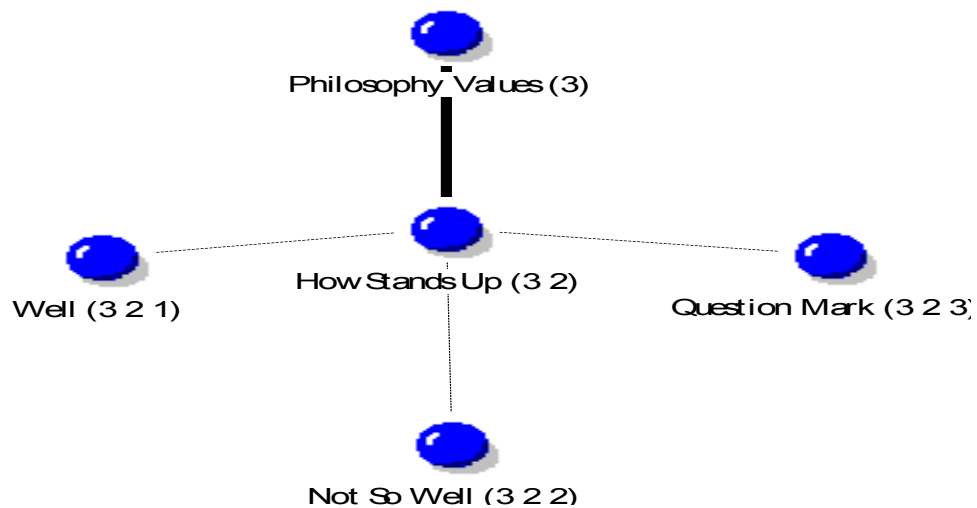 Philosophy Values (3)
How Stands Up (3 2)
Well (3 2 1)
Question Mark (3 2 3)
Not So Well (3 2 2)